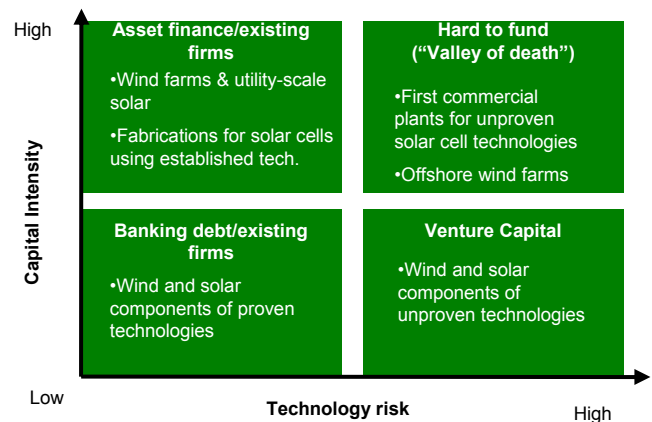 High
Capital Intensity
Asset finance/existing
firms
•Wind farms & utility-scale
solar
•Fabrications for solar cells
using established tech.
Hard to fund
(“Valley of death”)
•First commercial
plants for unproven
solar cell technologies
•Offshore wind farms
Banking debt/existing
firms
•Wind and solar
components of proven
technologies
Venture Capital
•Wind and solar
components of
unproven technologies
Low
Technology risk
High